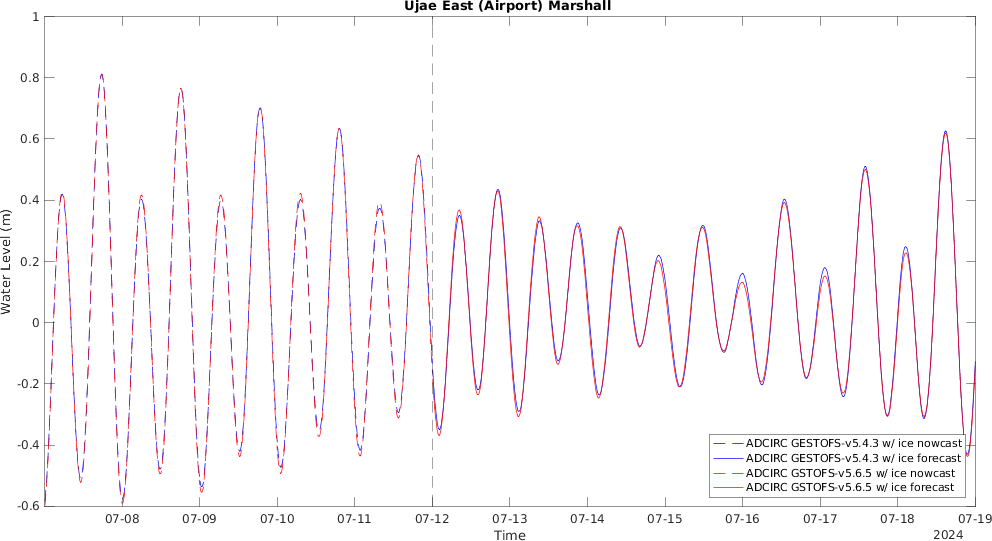 Ujae East (Airport) Marshall
Water Level (m)
1
0.8
0.6
0.4
0.2
0
-0.2
-0.4
-0.6
07-08 07-09 07-10 07-11 07-12 07-13 07-14 07-15 07-16 07-17 07-18 07-19
Time
2024
ADCIRC GESTOFS-v5.4.3 w/ ice nowcast
ADCIRC GESTOFS-v5.4.3 w/ ice forecast
ADCIRC GSTOFS-v5.6.5 w/ ice nowcast
ADCIRC GSTOFS-v5.6.5 w/ ice forecast